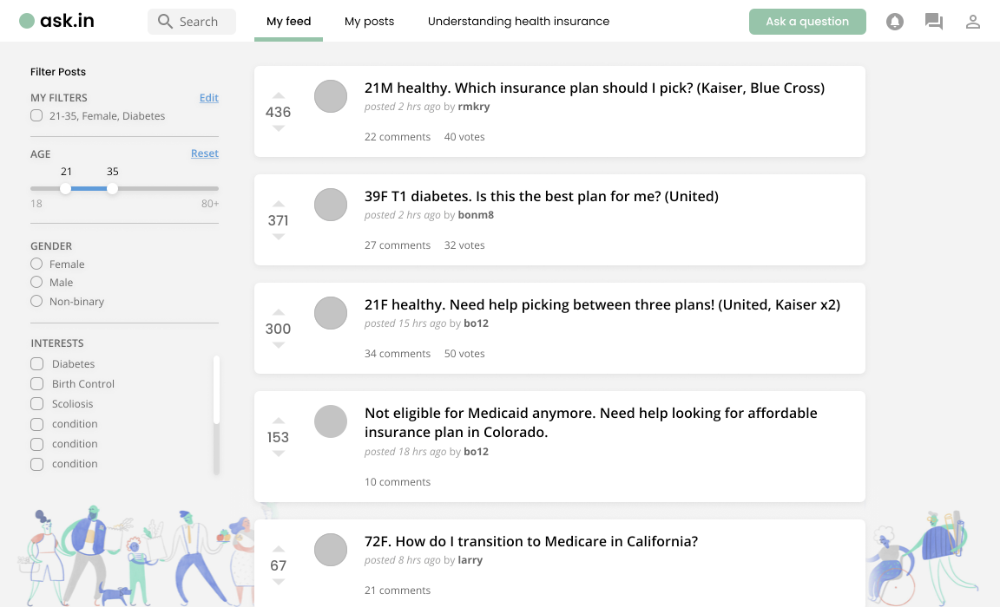 ask.in
Search
My feed
My posts
Understanding health insurance
Ask a question
Filter Posts
MY FILTERS
Edit
21-35, Female, Diabetes
AGE
Reset
21
35
18
80+
GENDER
Female
Male
Non-binary
INTERESTS
Diabetes
Birth Control
Scoliosis
condition
condition
condition
436
21M healthy. Which insurance plan should I pick? (Kaiser, Blue Cross)
posted 2 hrs ago by rmkry
22 comments 40 votes
371
39F T1 diabetes. Is this the best plan for me? (United)
posted 2 hrs ago by bonm8
27 comments 32 votes
300
21F healthy. Need help picking between three plans! (United, Kaiser x2)
posted 15 hrs ago by bo12
34 comments 50 votes
153
Not eligible for Medicaid anymore. Need help looking for affordable
insurance plan in Colorado.
posted 18 hrs ago by bo12
10 comments
67
72F. How do I transition to Medicare in California?
posted 8 hrs ago by larry
21 comments